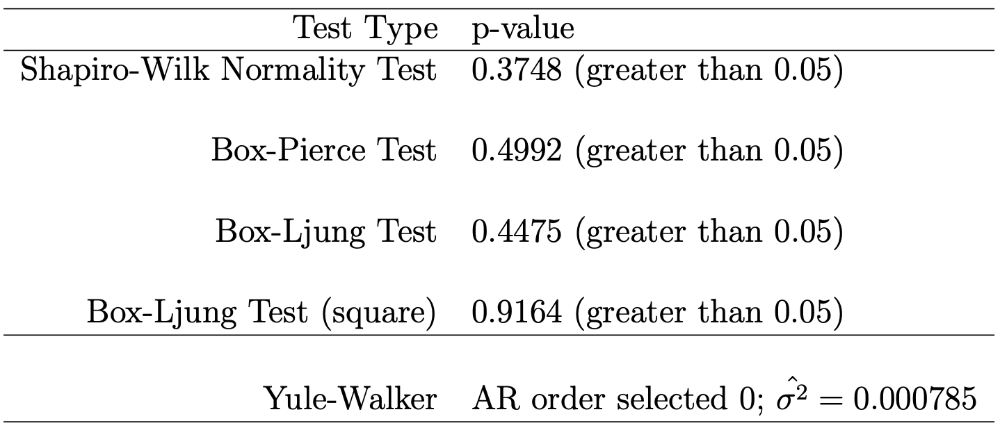 Test Type p-value
Shapiro-Wilk Normality Test 0.3748 (greater than 0.05)
Box-Pierce Test 0.4992 (greater than 0.05)
Box-Ljung Test 0.4475 (greater than 0.05)
Box-Ljung Test (square) 0.9164 (greater than 0.05)
Yule-Walker AR order selected 0; σ̂² = 0.000785